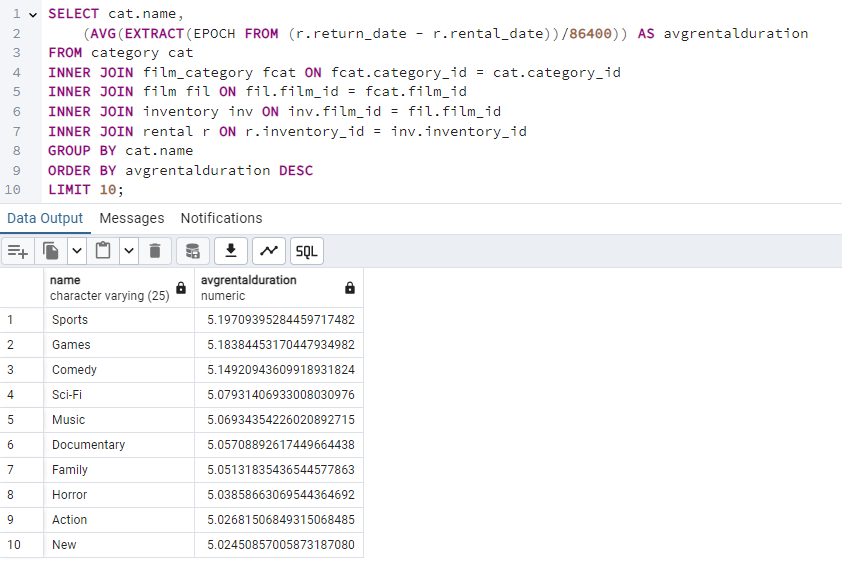 1 SELECT cat.name,
2 (AVG(EXTRACT(EPOCH FROM (r.return_date - r.rental_date))/86400)) AS avgrentalduration
3 FROM category cat
4 INNER JOIN film_category fcat ON fcat.category_id = cat.category_id
5 INNER JOIN film fil ON fil.film_id = fcat.film_id
6 INNER JOIN inventory inv ON inv.film_id = fil.film_id
7 INNER JOIN rental r ON r.inventory_id = inv.inventory_id
8 GROUP BY cat.name
9 ORDER BY avgrentalduration DESC
10 LIMIT 10;
Data Output Messages Notifications
SQL
name avgrentalduration
character varying (25) numeric
1 Sports 5.19709395284459717482
2 Games 5.18384453170447934982
3 Comedy 5.14920943609918931824
4 Sci-Fi 5.07931406933008030976
5 Music 5.06934354226020892715
6 Documentary 5.05708892617449664438
7 Family 5.05131835436544577863
8 Horror 5.03858663069544364692
9 Action 5.02681506849315068485
10 New 5.02450857005873187080